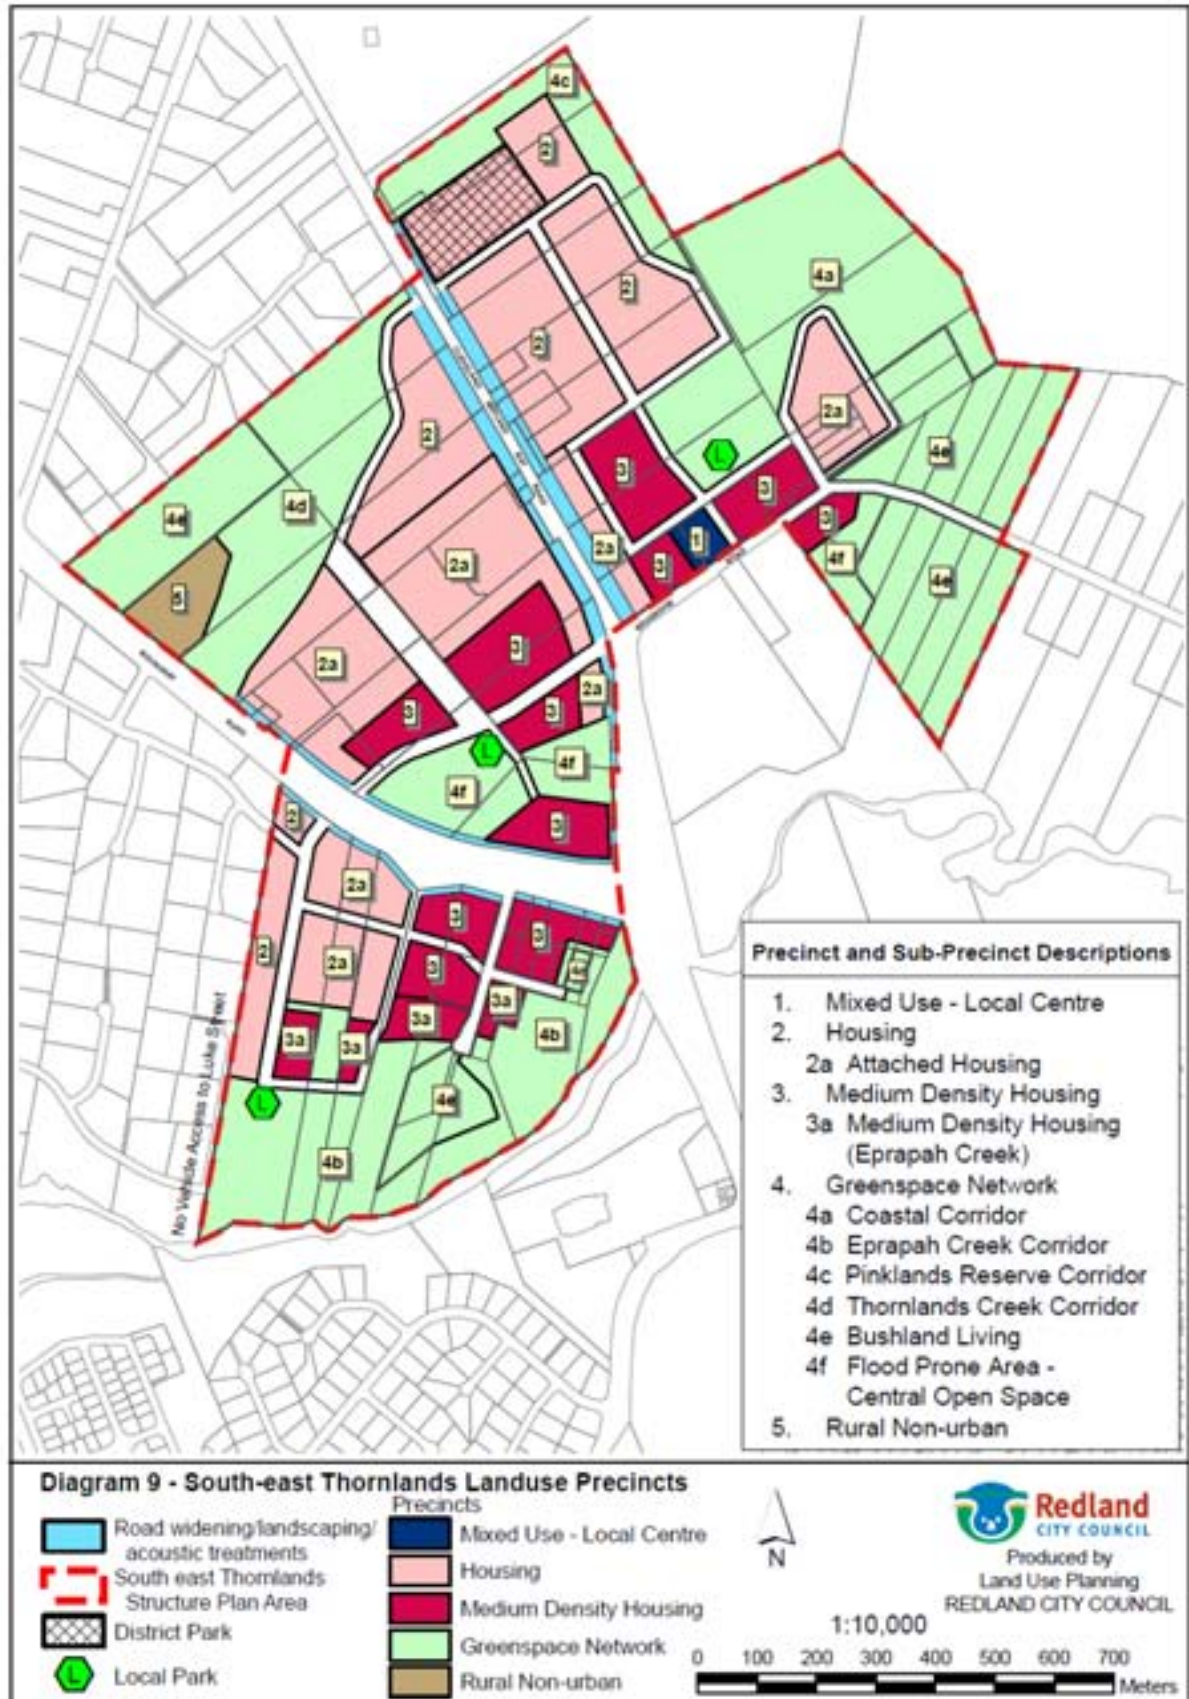 4c
2
2
4a
2
2
2a
4e
3
L
3
4e
4d
3
1
2a
3
4f
2a
4e
5
3
2a
2a
3
3
L
4f
4f
3
2
2a
3
3
2
2a
3
3a
3a
3a
3a
4b
4e
L
4b
No Vehicle Access to Luke Street
Precinct and Sub-Precinct Descriptions
1. Mixed Use - Local Centre
2. Housing
2a Attached Housing
3. Medium Density Housing
3a Medium Density Housing
(Eprapah Creek)
4. Greenspace Network
4a Coastal Corridor
4b Eprapah Creek Corridor
4c Pinklands Reserve Corridor
4d Thornlands Creek Corridor
4e Bushland Living
4f Flood Prone Area -
Central Open Space
5. Rural Non-urban
Diagram 9 - South-east Thornlands Landuse Precincts
Road widening/landscaping/
acoustic treatments
South east Thornlands
Structure Plan Area
District Park
L Local Park
Precincts
Mixed Use - Local Centre
Housing
Medium Density Housing
Greenspace Network
Rural Non-urban
N
Redland
CITY COUNCIL
Produced by
Land Use Planning
REDLAND CITY COUNCIL
1:10,000
0 100 200 300 400 500 600 700
Meters